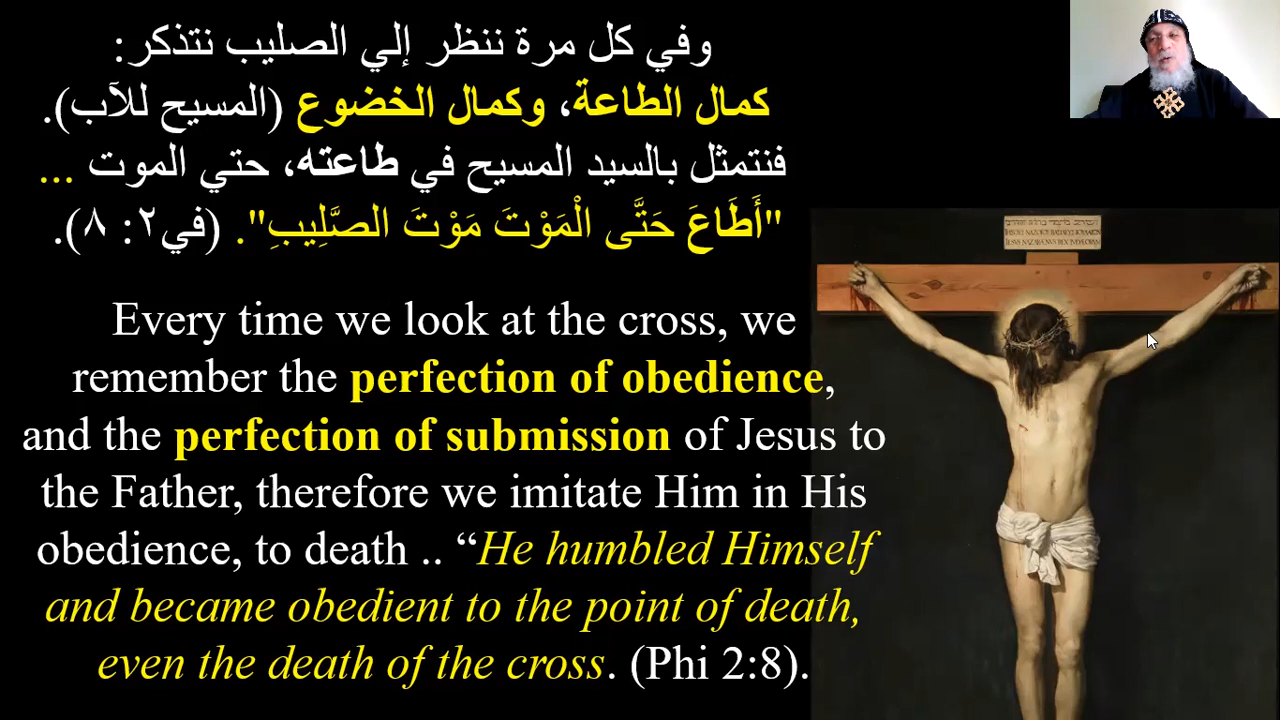 وفي كل مرة ننظر إلي الصليب نتذكر:
كمال الطاعة، وكمال الخضوع (المسيح للآب).
فنتمثل بالسيد المسيح في طاعته، حتي الموت ...
"أَطَاعَ حَتَّى الْمَوْتَ مَوْتَ الصَّلِيبِ". (في٢: ٨).
Every time we look at the cross, we
remember the perfection of obedience,
and the perfection of submission of Jesus to
the Father, therefore we imitate Him in His
obedience, to death .. “He humbled Himself
and became obedient to the point of death,
even the death of the cross. (Phi 2:8).